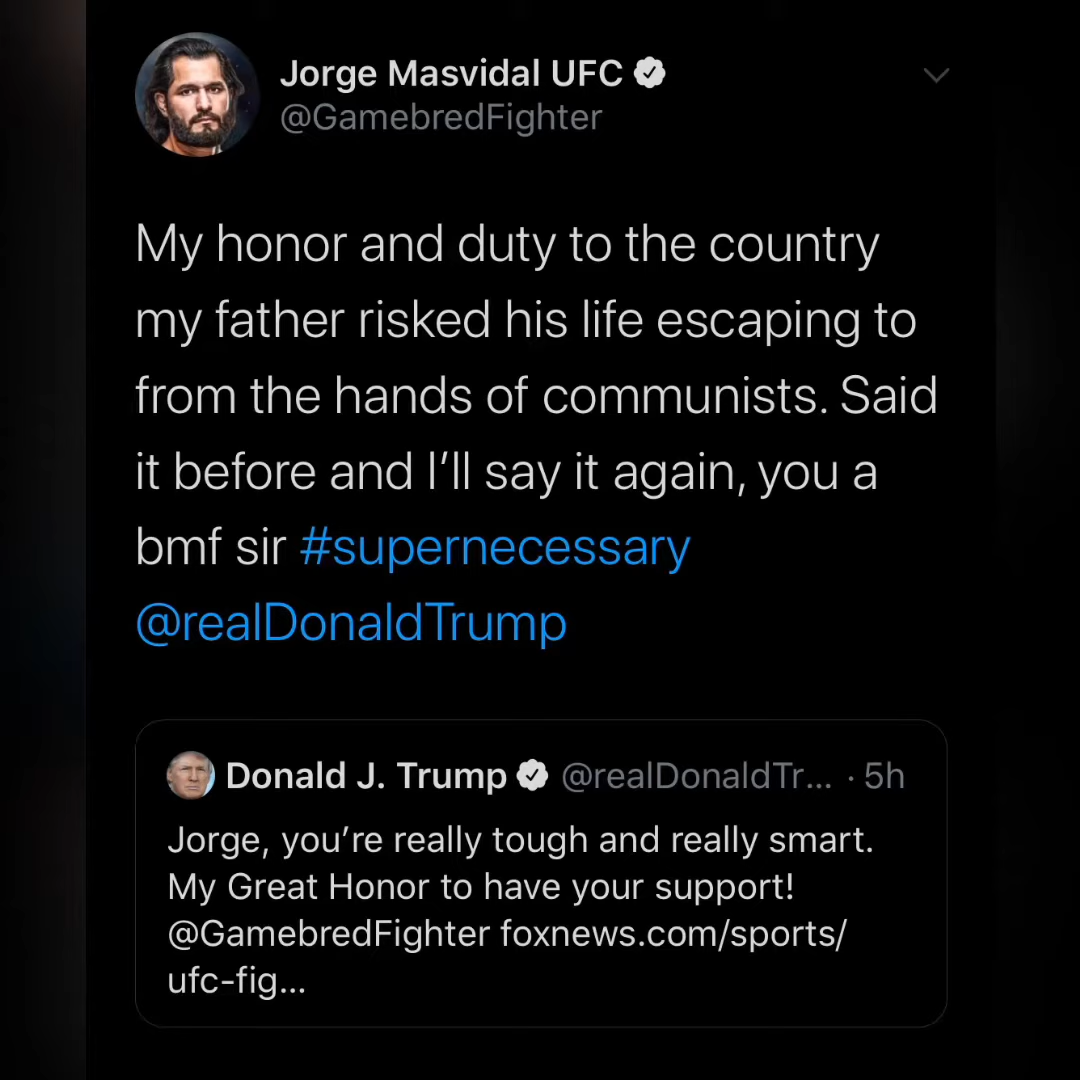 Jorge Masvidal UFC
@GamebredFighter
My honor and duty to the country
my father risked his life escaping to
from the hands of communists. Said
it before and I’ll say it again, you a
bmf sir #supernecessary
@realDonaldTrump
Donald J. Trump @realDonaldTr... · 5h
Jorge, you’re really tough and really smart.
My Great Honor to have your support!
@GamebredFighter foxnews.com/sports/
ufc-fig...